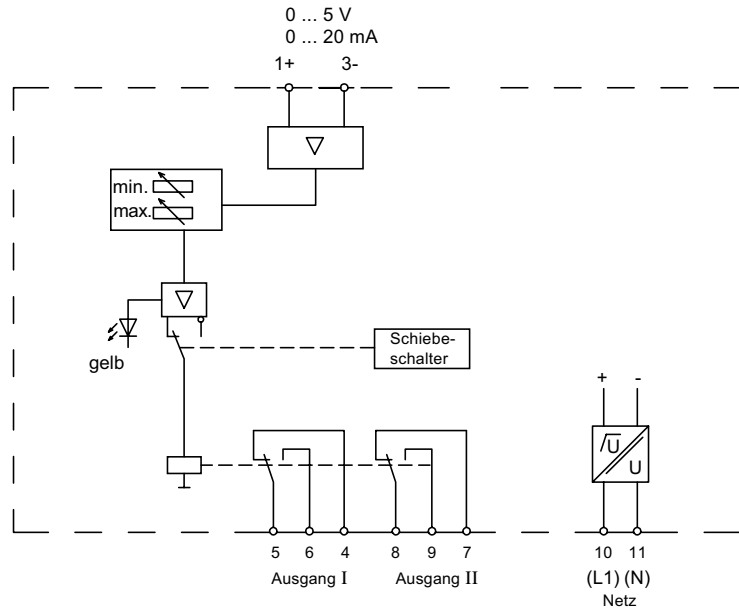 0 ... 5 V
0 ... 20 mA
1+ 3-
min.
max.
gelb
Schiebe-
schalter
+ -
U
U
5 6 4 8 9 7 10 11
Ausgang I Ausgang II (L1) (N)
Netz